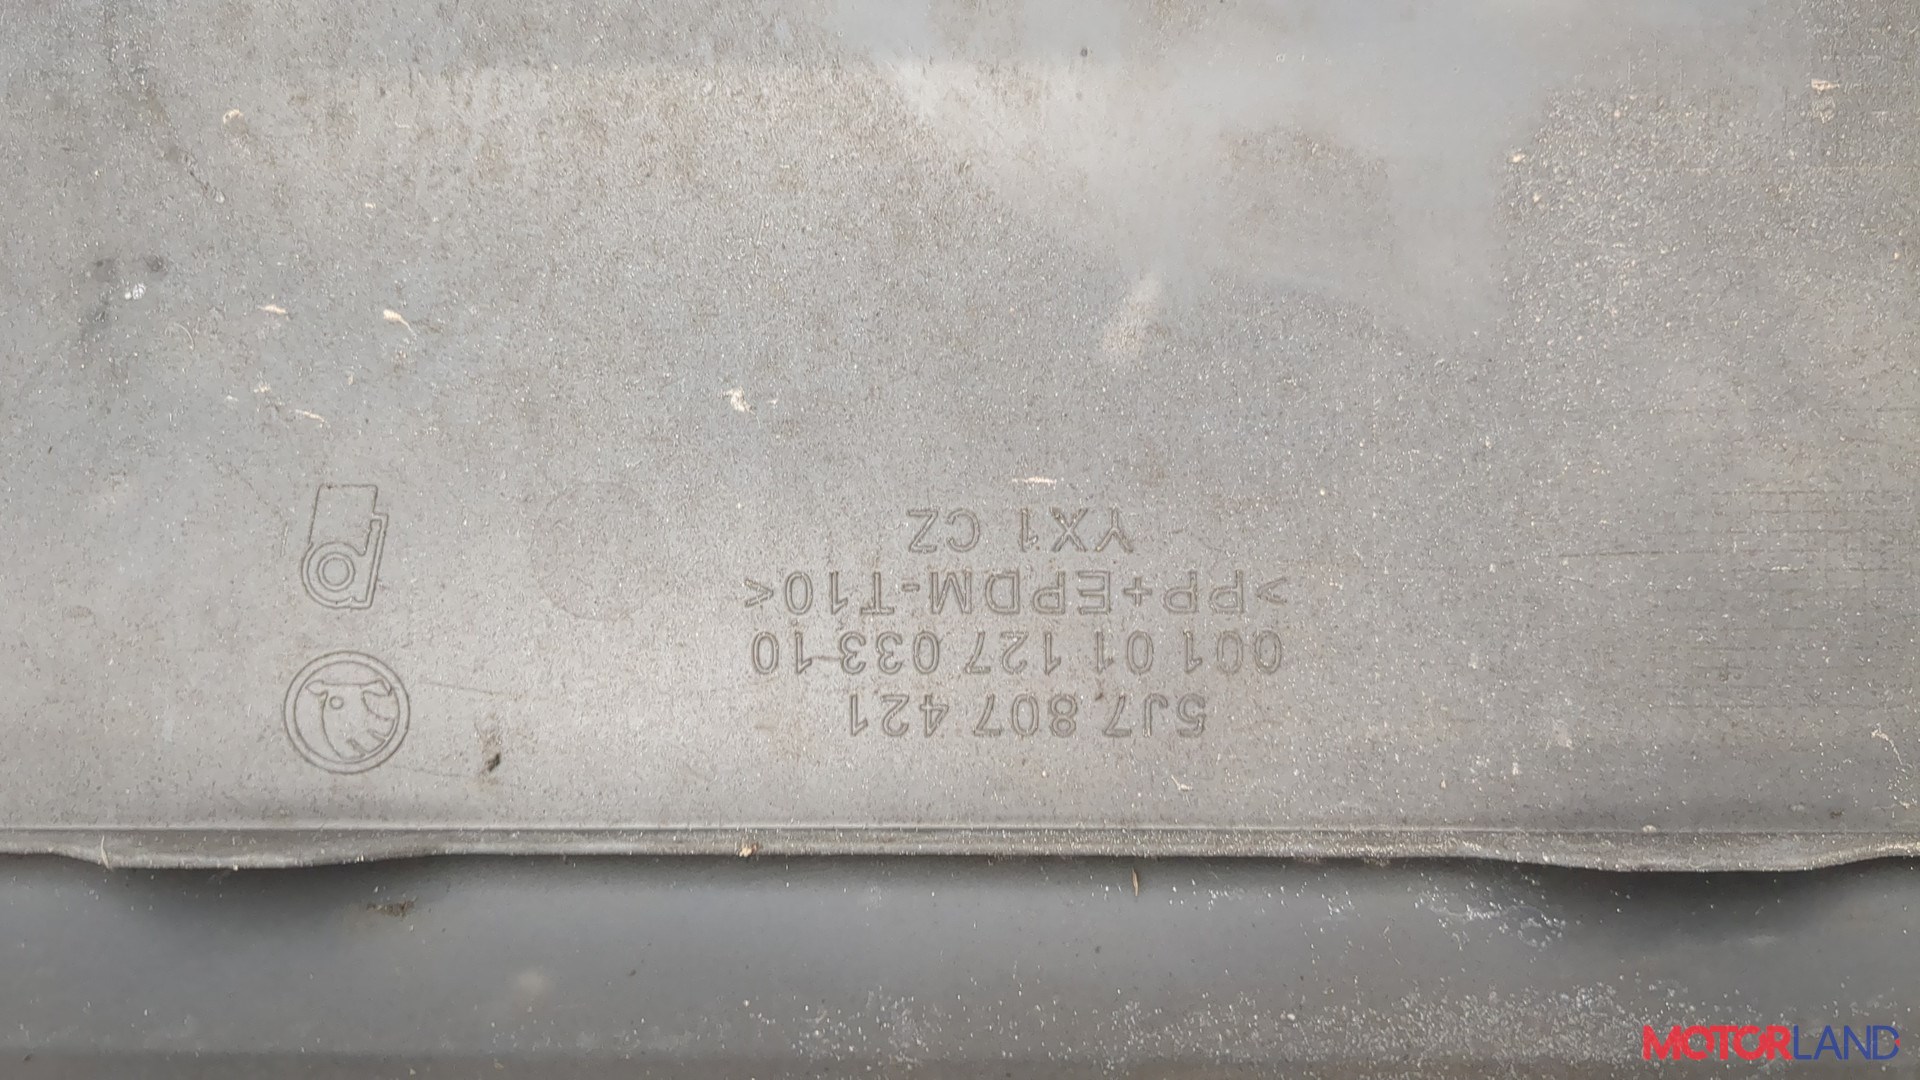 5J7.807 421
001 01 127 033 10
>PP+EPDM-T10<
YX1 CZ
MOTORLAND